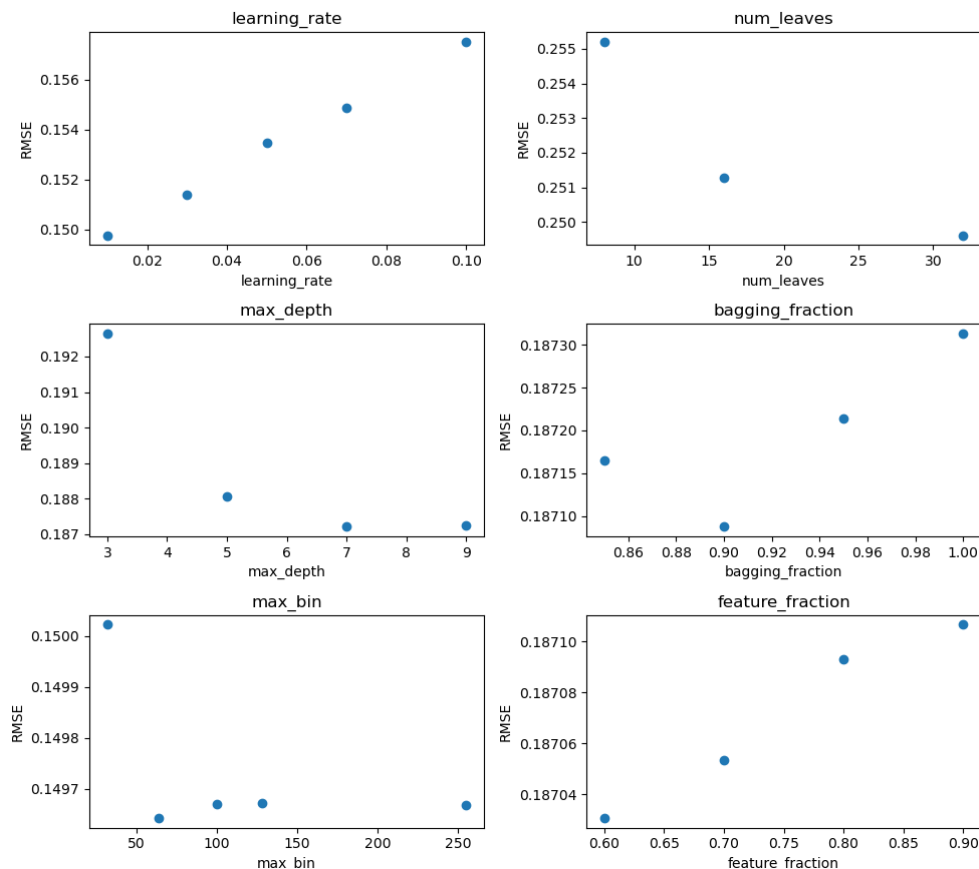 learning_rate
RMSE
0.156
0.154
0.152
0.150
0.02 0.04 0.06 0.08 0.10
learning_rate
num_leaves
RMSE
0.255
0.254
0.253
0.252
0.251
0.250
10 15 20 25 30
num_leaves
max_depth
RMSE
0.192
0.191
0.190
0.189
0.188
0.187
3 4 5 6 7 8 9
max_depth
bagging_fraction
RMSE
0.18730
0.18725
0.18720
0.18715
0.18710
0.86 0.88 0.90 0.92 0.94 0.96 0.98 1.00
bagging_fraction
max_bin
RMSE
0.1500
0.1499
0.1498
0.1497
50 100 150 200 250
max_bin
feature_fraction
RMSE
0.18710
0.18708
0.18706
0.18704
0.60 0.65 0.70 0.75 0.80 0.85 0.90
feature_fraction